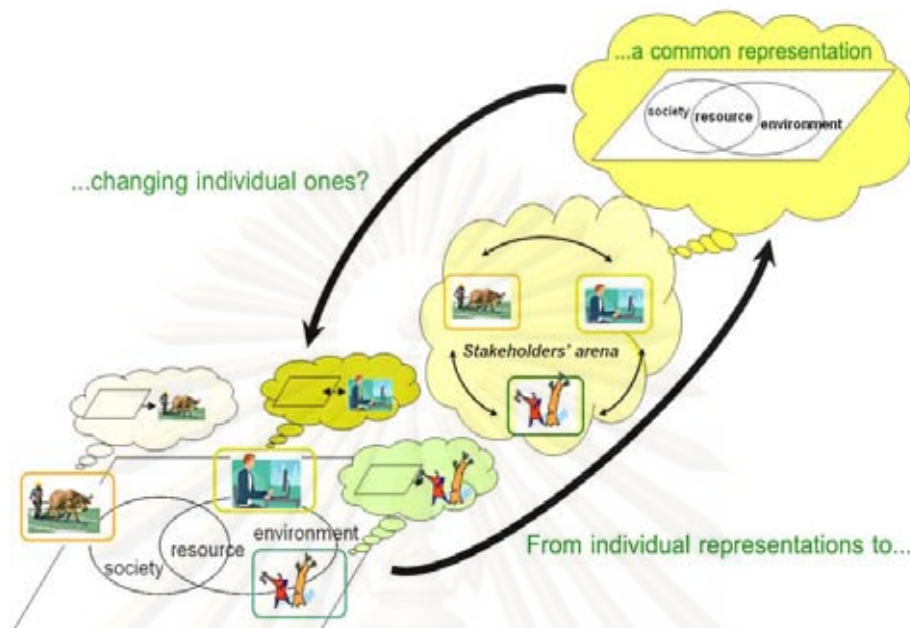 ...a common representation
society
resource
environment
...changing individual ones?
Stakeholders' arena
environment
resource
society
From individual representations to...